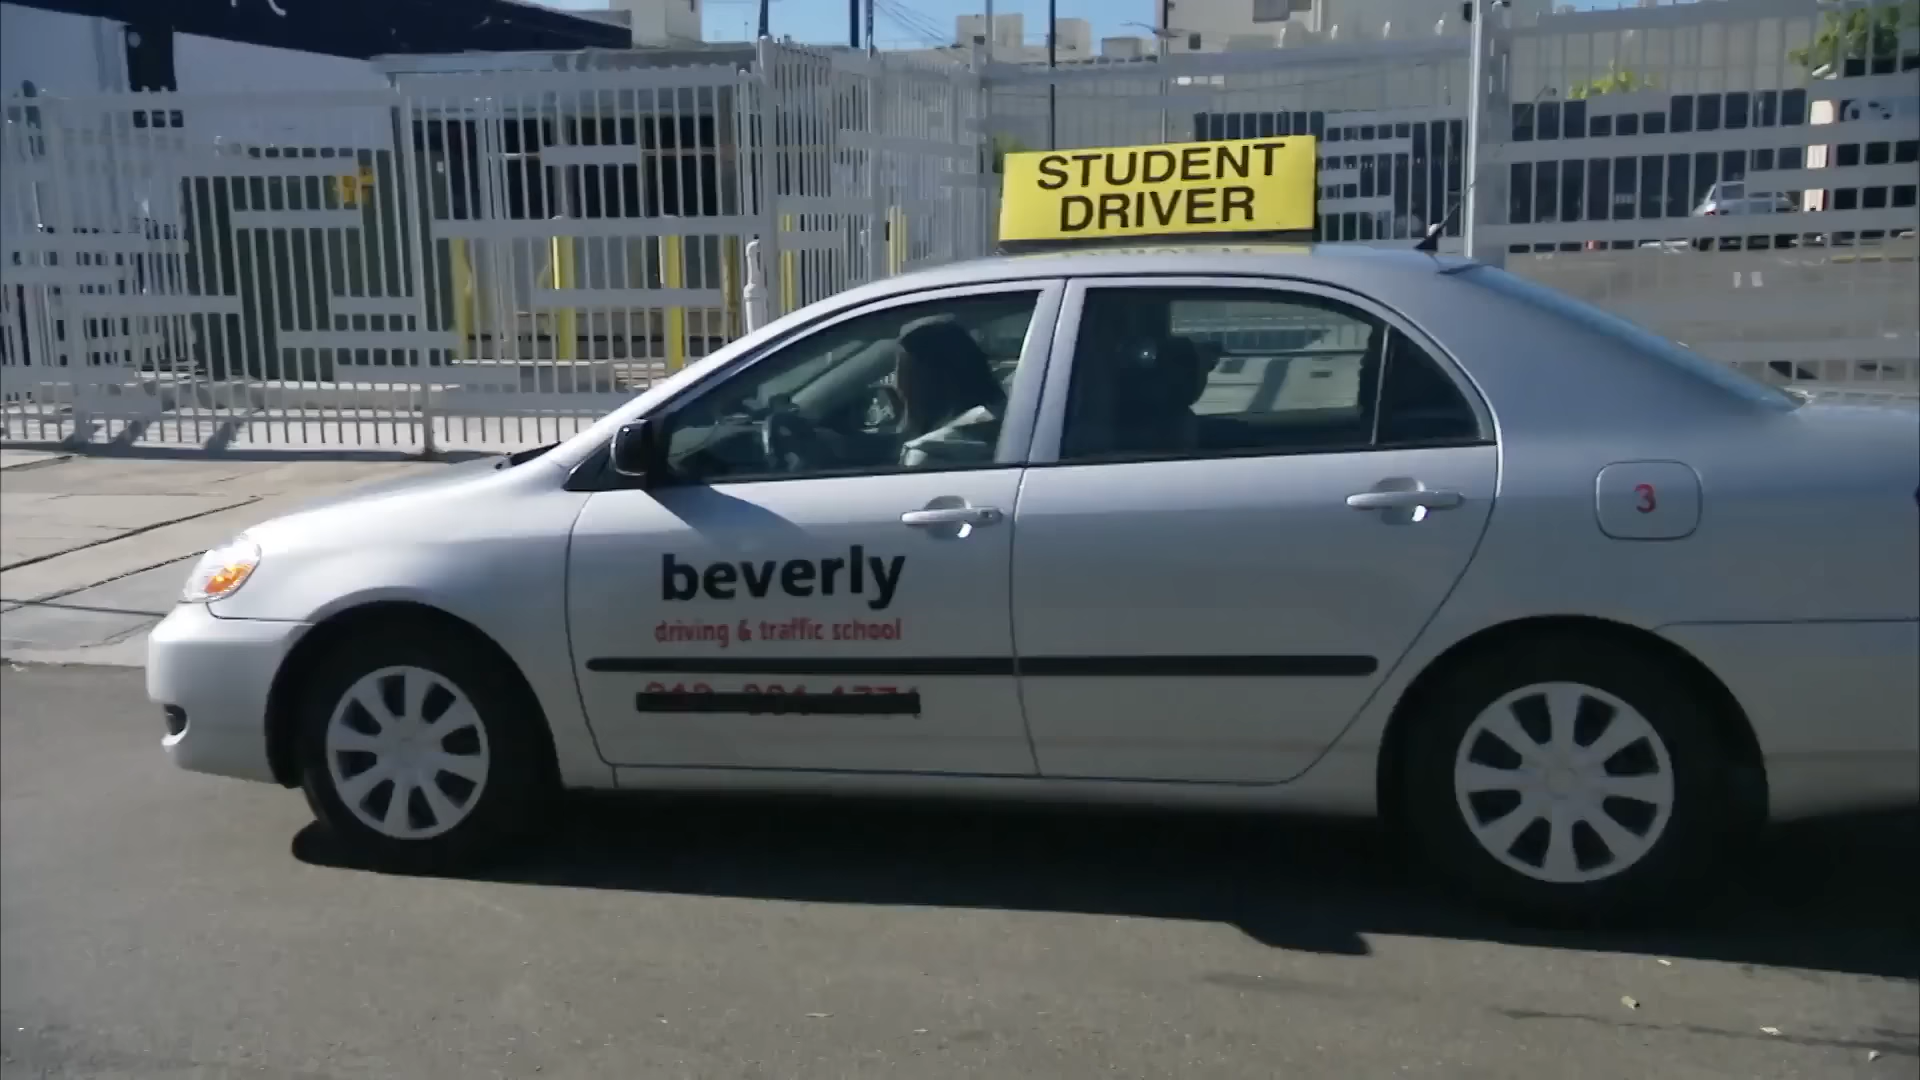 STUDENT
DRIVER
3
beverly
driving & traffic school